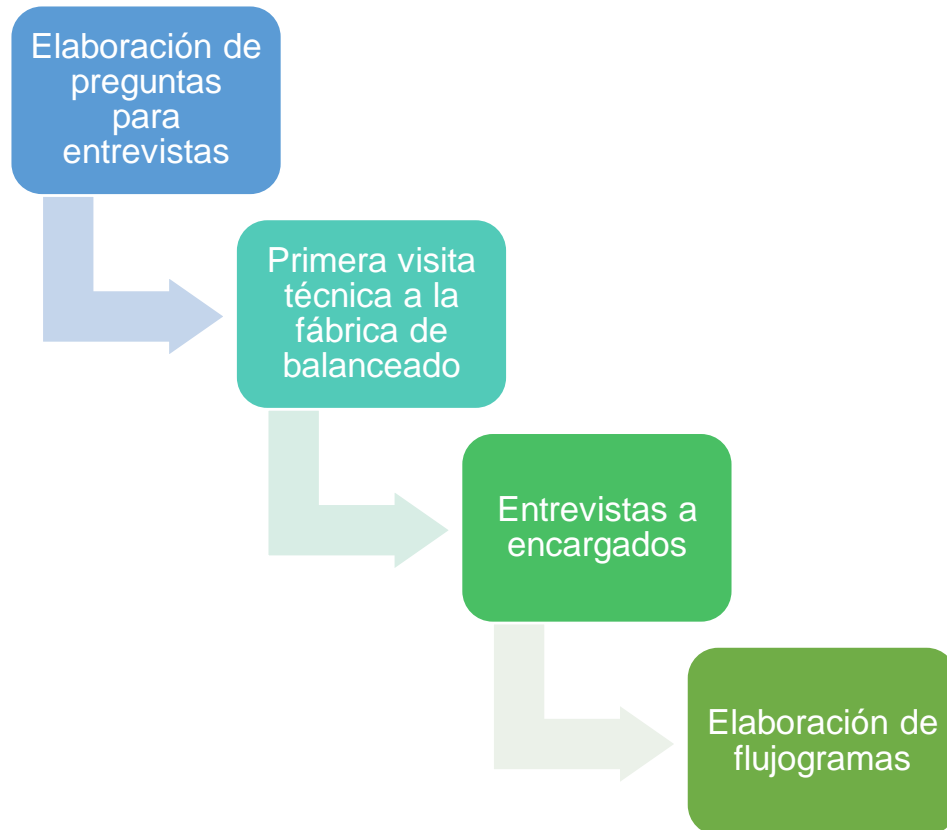 Elaboración de
preguntas
para
entrevistas
Primera visita
técnica a la
fábrica de
balanceado
Entrevistas a
encargados
Elaboración de
flujogramas